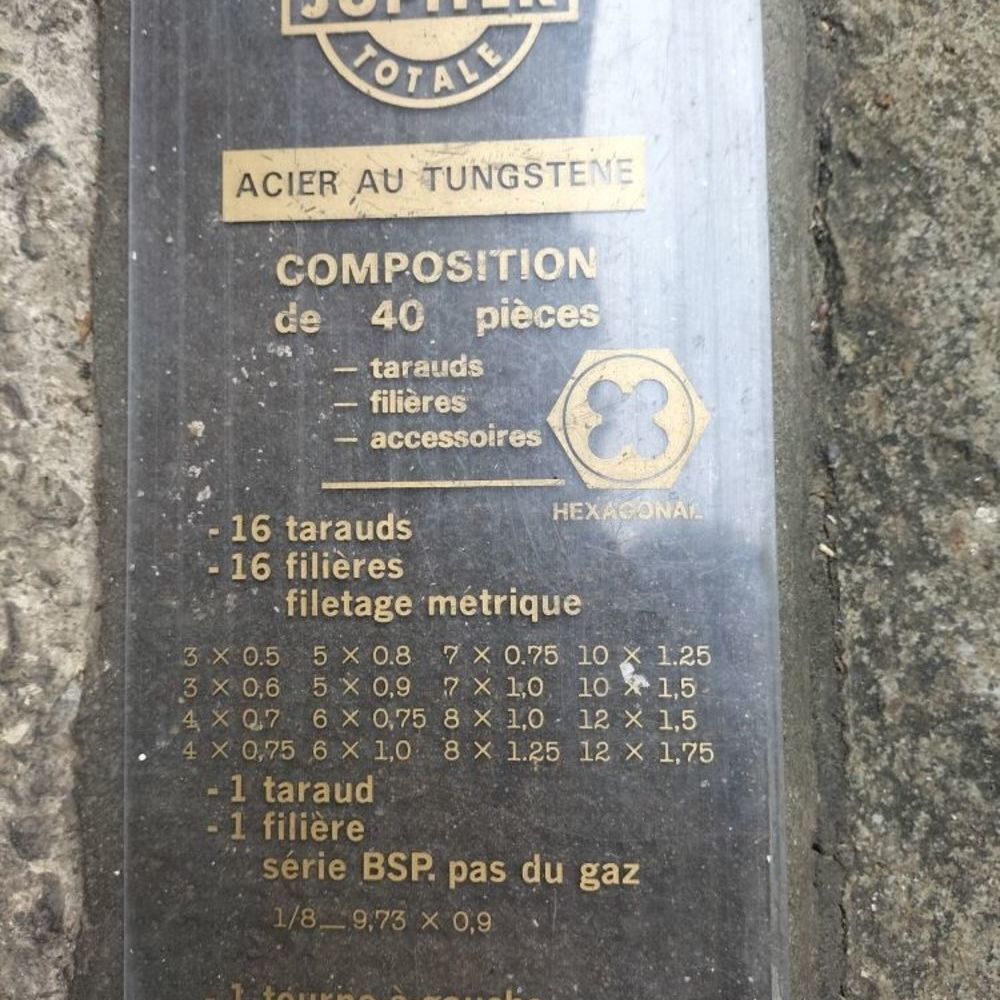 JUPITER
TOTALE
ACIER AU TUNGSTENE
COMPOSITION
de 40 pièces
— tarauds
— filières
— accessoires
HEXAGONAL
- 16 tarauds
- 16 filières
filetage métrique
3 × 0.5 5 × 0.8 7 × 0.75 10 × 1.25
3 × 0,6 5 × 0.9 7 × 1,0 10 × 1,5
4 × 0,7 6 × 0,75 8 × 1.0 12 × 1,5
4 × 0,75 6 × 1.0 8 × 1.25 12 × 1,75
- 1 taraud
- 1 filière
série BSP. pas du gaz
1/8 — 9,73 × 0,9
- 1 tourne à gauche